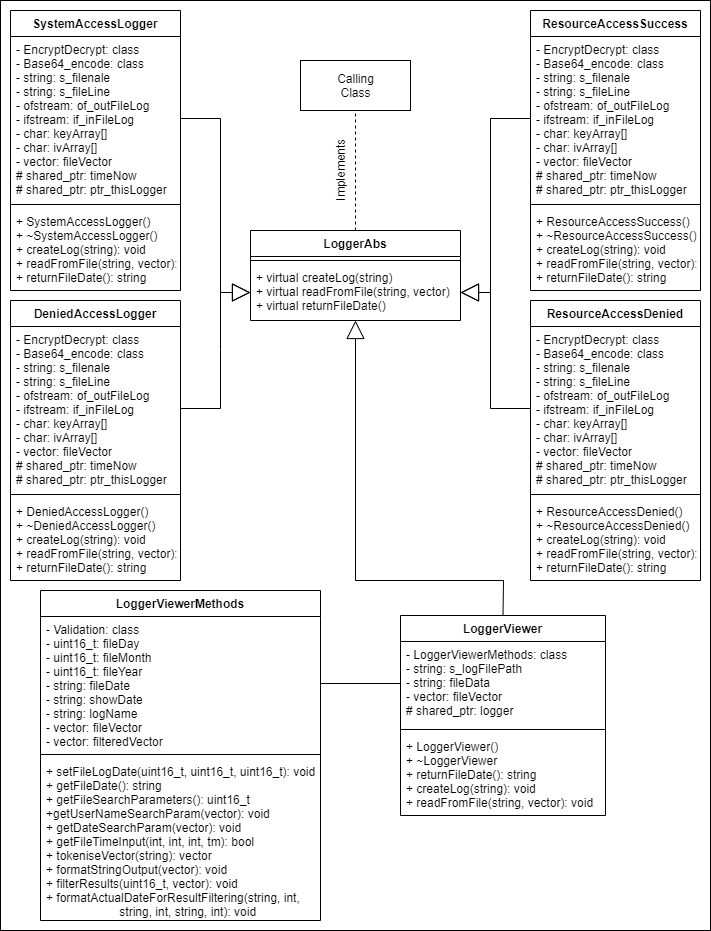 SystemAccessLogger
- EncryptDecrypt: class
- Base64_encode: class
- string: s_filenale
- string: s_fileLine
- ofstream: of_outFileLog
- ifstream: if_inFileLog
- char: keyArray[]
- char: ivArray[]
- vector: fileVector
# shared_ptr: timeNow
# shared_ptr: ptr_thisLogger
+ SystemAccessLogger()
+ ~SystemAccessLogger()
+ createLog(string): void
+ readFromFile(string, vector):
+ returnFileDate(): string
Calling
Class
Implements
ResourceAccessSuccess
- EncryptDecrypt: class
- Base64_encode: class
- string: s_filenale
- string: s_fileLine
- ofstream: of_outFileLog
- ifstream: if_inFileLog
- char: keyArray[]
- char: ivArray[]
- vector: fileVector
# shared_ptr: timeNow
# shared_ptr: ptr_thisLogger
+ ResourceAccessSuccess()
+ ~ResourceAccessSuccess()
+ createLog(string): void
+ readFromFile(string, vector):
+ returnFileDate(): string
LoggerAbs
+ virtual createLog(string)
+ virtual readFromFile(string, vector)
+ virtual returnFileDate()
DeniedAccessLogger
- EncryptDecrypt: class
- Base64_encode: class
- string: s_filenale
- string: s_fileLine
- ofstream: of_outFileLog
- ifstream: if_inFileLog
- char: keyArray[]
- char: ivArray[]
- vector: fileVector
# shared_ptr: timeNow
# shared_ptr: ptr_thisLogger
+ DeniedAccessLogger()
+ ~DeniedAccessLogger()
+ createLog(string): void
+ readFromFile(string, vector):
+ returnFileDate(): string
ResourceAccessDenied
- EncryptDecrypt: class
- Base64_encode: class
- string: s_filenale
- string: s_fileLine
- ofstream: of_outFileLog
- ifstream: if_inFileLog
- char: keyArray[]
- char: ivArray[]
- vector: fileVector
# shared_ptr: timeNow
# shared_ptr: ptr_thisLogger
+ ResourceAccessDenied()
+ ~ResourceAccessDenied()
+ createLog(string): void
+ readFromFile(string, vector):
+ returnFileDate(): string
LoggerViewerMethods
- Validation: class
- uint16_t: fileDay
- uint16_t: fileMonth
- uint16_t: fileYear
- string: fileDate
- string: showDate
- string: logName
- vector: fileVector
- vector: filteredVector
+ setFileLogDate(uint16_t, uint16_t, uint16_t): void
+ getFileDate(): string
+ getFileSearchParameters(): uint16_t
+getUserNameSearchParam(vector): void
+ getDateSearchParam(vector): void
+ getFileTimeInput(int, int, int, tm): bool
+ tokeniseVector(string): vector
+ formatStringOutput(vector): void
+ filterResults(uint16_t, vector): void
+ formatActualDateForResultFiltering(string, int,
string, int, string, int): void
LoggerViewer
- LoggerViewerMethods: class
- string: s_logFilePath
- string: fileData
- vector: fileVector
# shared_ptr: logger
+ LoggerViewer()
+ ~LoggerViewer
+ returnFileDate(): string
+ createLog(string): void
+ readFromFile(string, vector): void